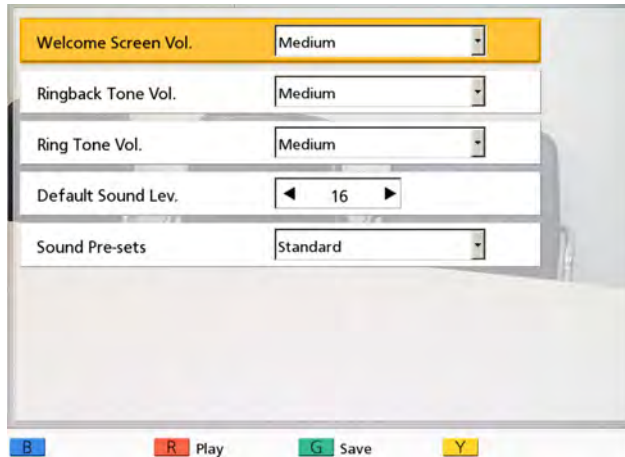 Welcome Screen Vol. Medium
Ringback Tone Vol. Medium
Ring Tone Vol. Medium
Default Sound Lev. 16
Sound Pre-sets Standard
B R Play G Save Y